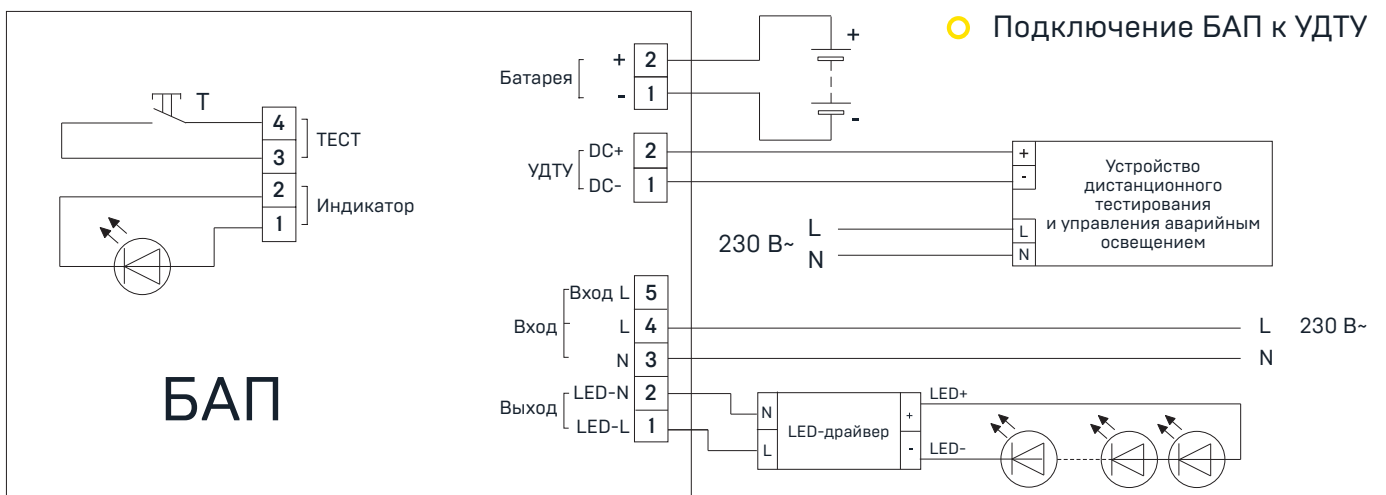 Подключение БАП к УДТУ
Батарея
+ 2
- 1
+
-
T
4
3
ТЕСТ
2
1
Индикатор
УДТУ
DC+ 2
DC- 1
+
-
L
N
Устройство
дистанционного
тестирования
и управления аварийным
освещением
230 В~
L
N
Вход
Вход L 5
L 4
N 3
L 230 В~
N
БАП
Выход
LED-N 2
LED-L 1
N
L
LED-драйвер
+
-
LED+
LED-